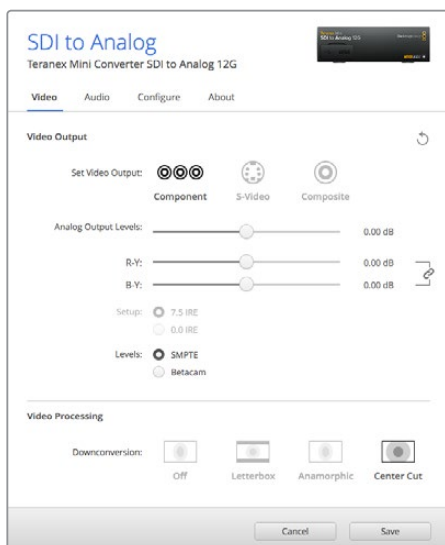 SDI to Analog
Teranex Mini Converter SDI to Analog 12G
Video Audio Configure About
Video Output
Set Video Output:
Component S-Video Composite
Analog Output Levels: 0.00 dB
R-Y: 0.00 dB
B-Y: 0.00 dB
Setup: 7.5 IRE
0.0 IRE
Levels: SMPTE
Betacam
Video Processing
Downconversion:
Off Letterbox Anamorphic Center Cut
Cancel Save